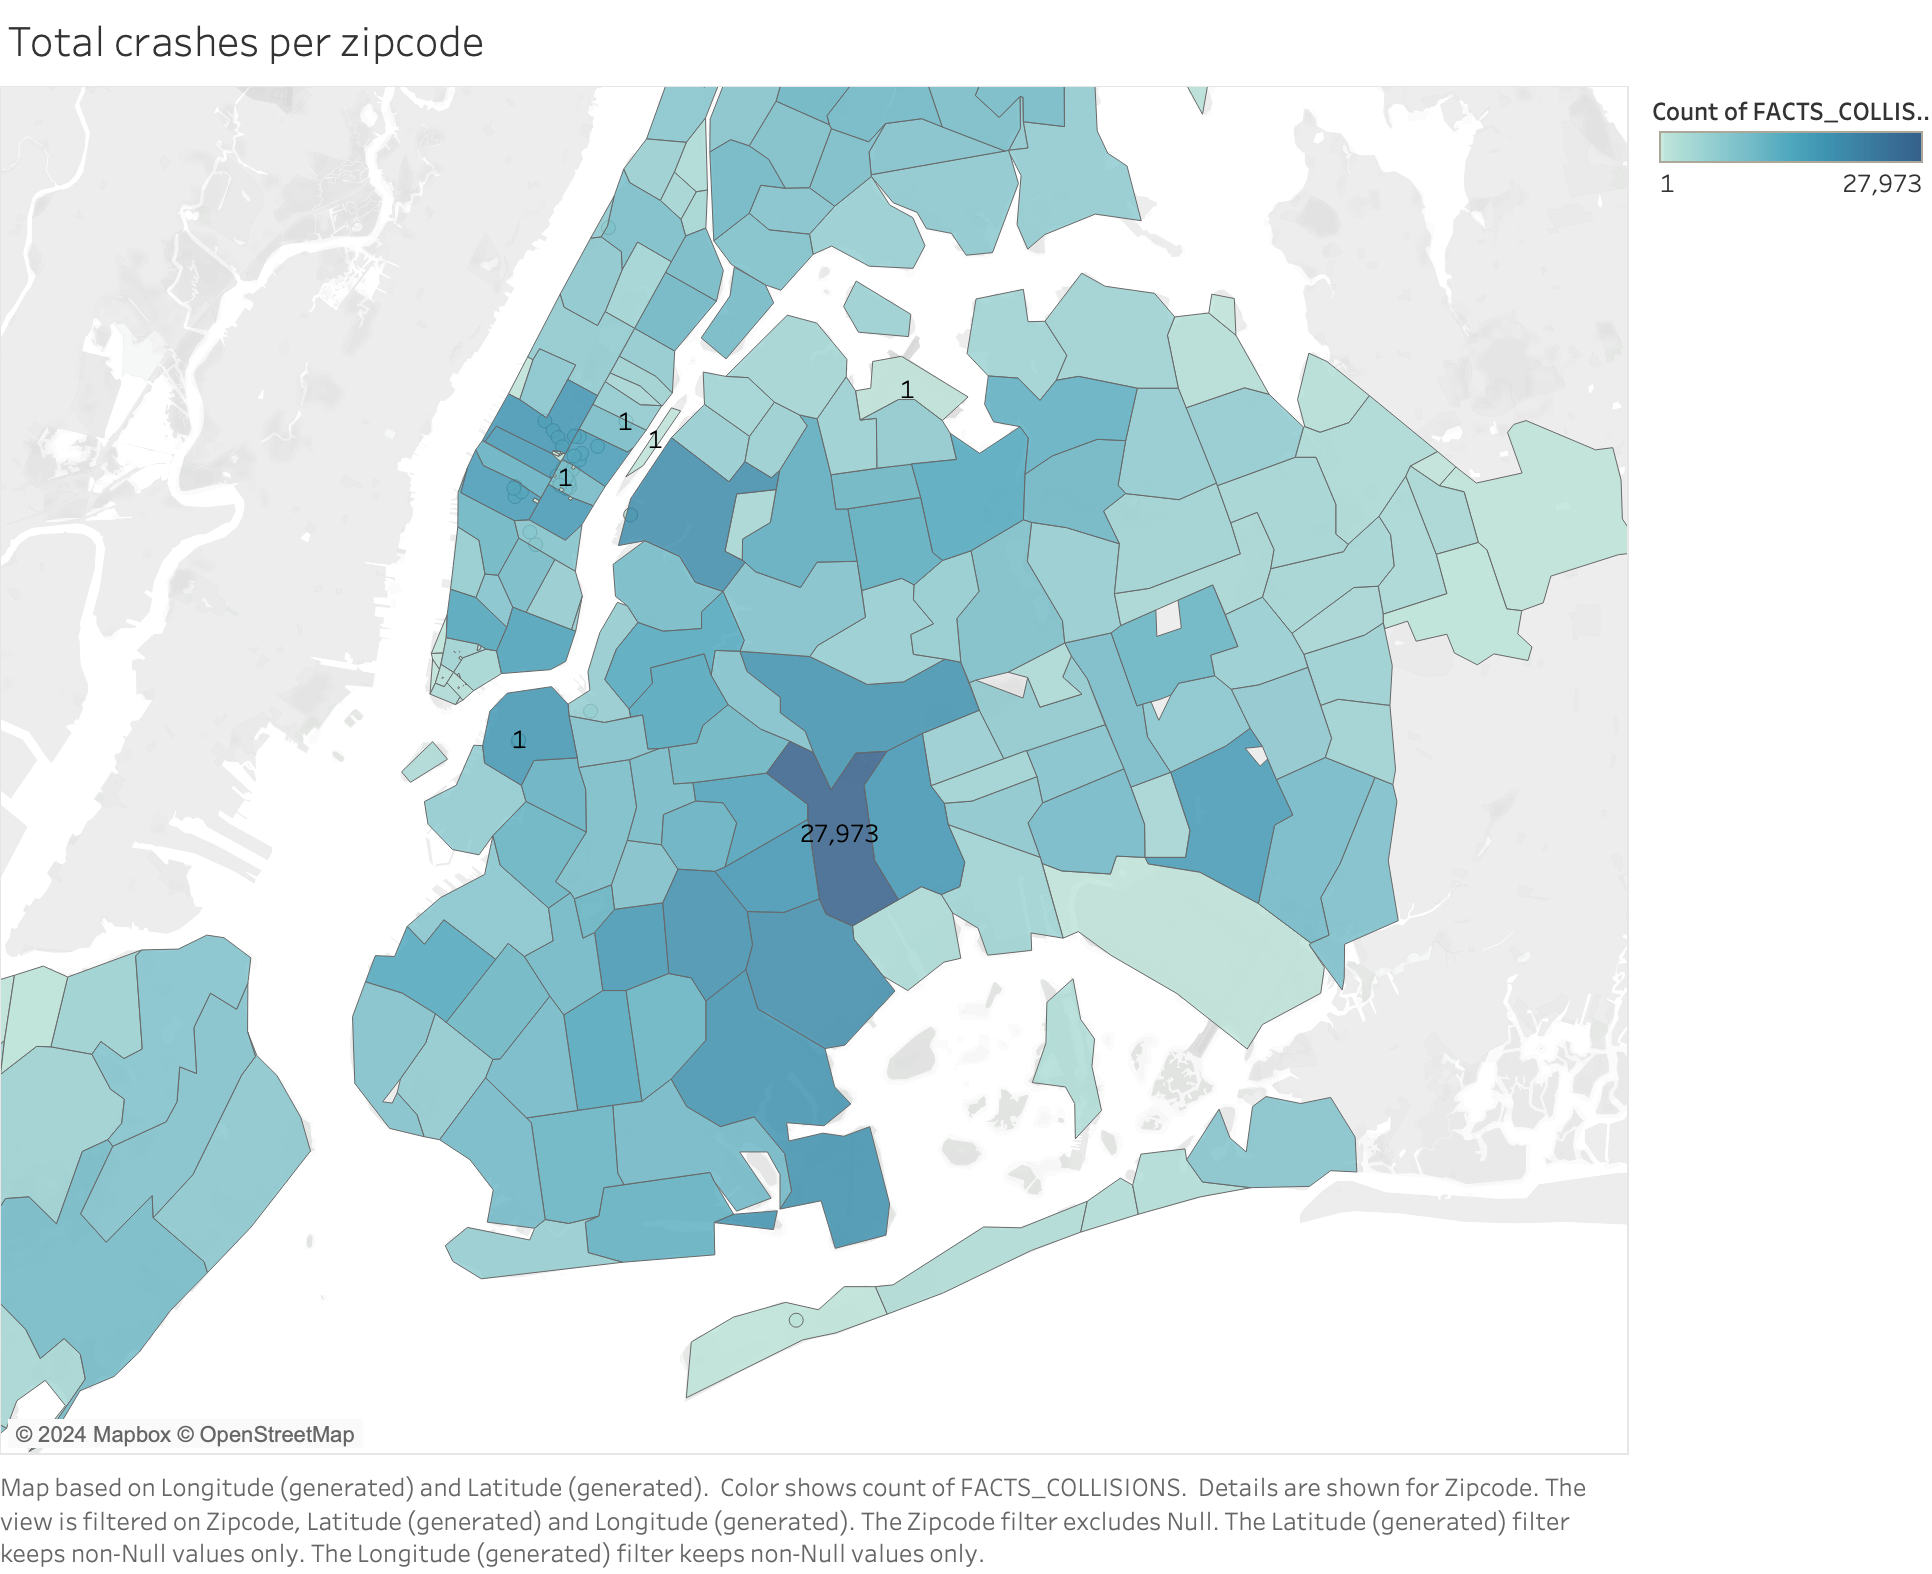 Total crashes per zipcode
Count of FACTS_COLLIS..
1 27,973
1
1
1
1
1
27,973
© 2024 Mapbox © OpenStreetMap
Map based on Longitude (generated) and Latitude (generated).  Color shows count of FACTS_COLLISIONS.  Details are shown for Zipcode. The
view is filtered on Zipcode, Latitude (generated) and Longitude (generated). The Zipcode filter excludes Null. The Latitude (generated) filter
keeps non-Null values only. The Longitude (generated) filter keeps non-Null values only.